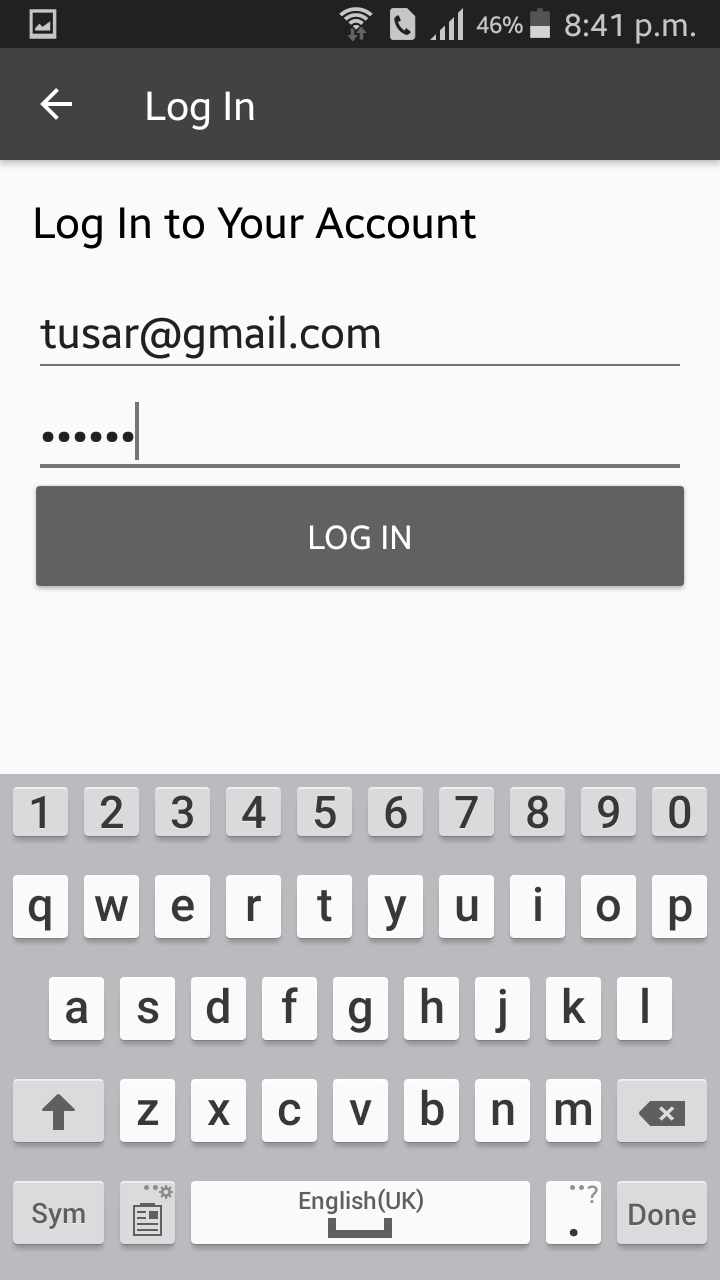 46% 8:41 p.m.
Log In
Log In to Your Account
tusar@gmail.com
••••••
LOG IN
1 2 3 4 5 6 7 8 9 0
q w e r t y u i o p
a s d f g h j k l
z x c v b n m
Sym English(UK) . ? Done